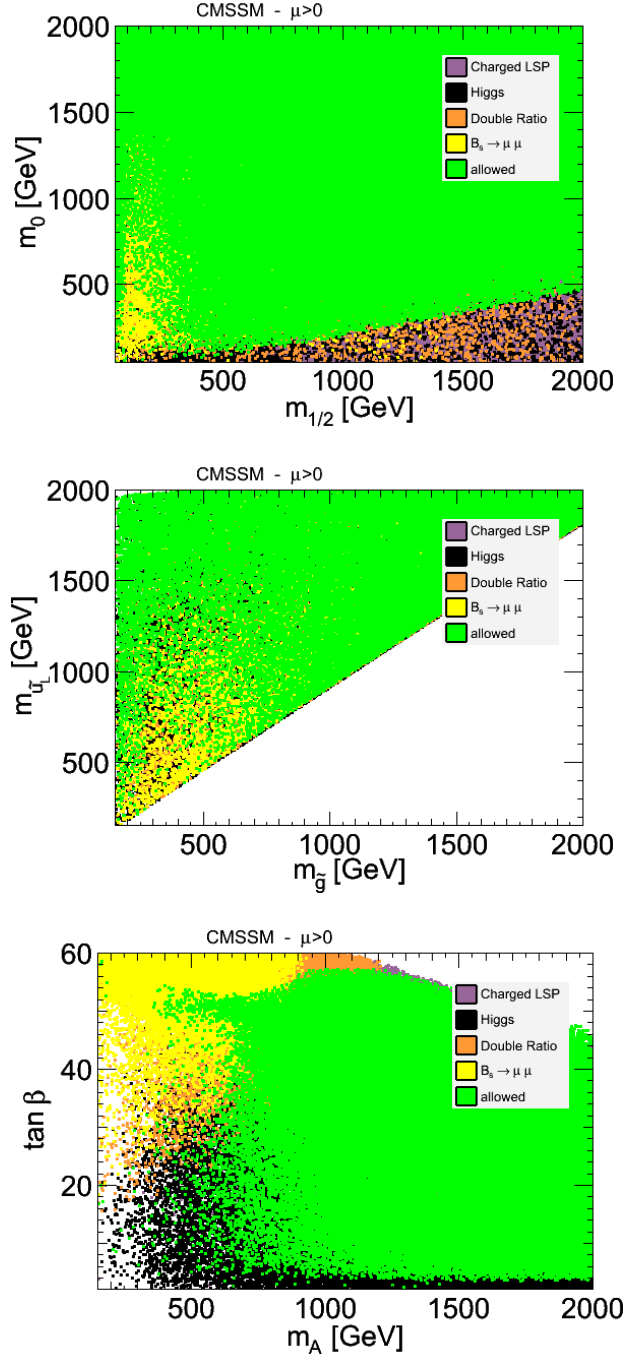 CMSSM - μ>0
2000
1500
1000
500
m₀ [GeV]
Charged LSP
Higgs
Double Ratio
Bₛ → μ μ
allowed
500 1000 1500 2000
m₁/₂ [GeV]
CMSSM - μ>0
2000
1500
1000
500
m_ũ_L [GeV]
Charged LSP
Higgs
Double Ratio
Bₛ → μ μ
allowed
500 1000 1500 2000
m_g̃ [GeV]
CMSSM - μ>0
60
40
20
tan β
Charged LSP
Higgs
Double Ratio
Bₛ → μ μ
allowed
500 1000 1500 2000
m_A [GeV]